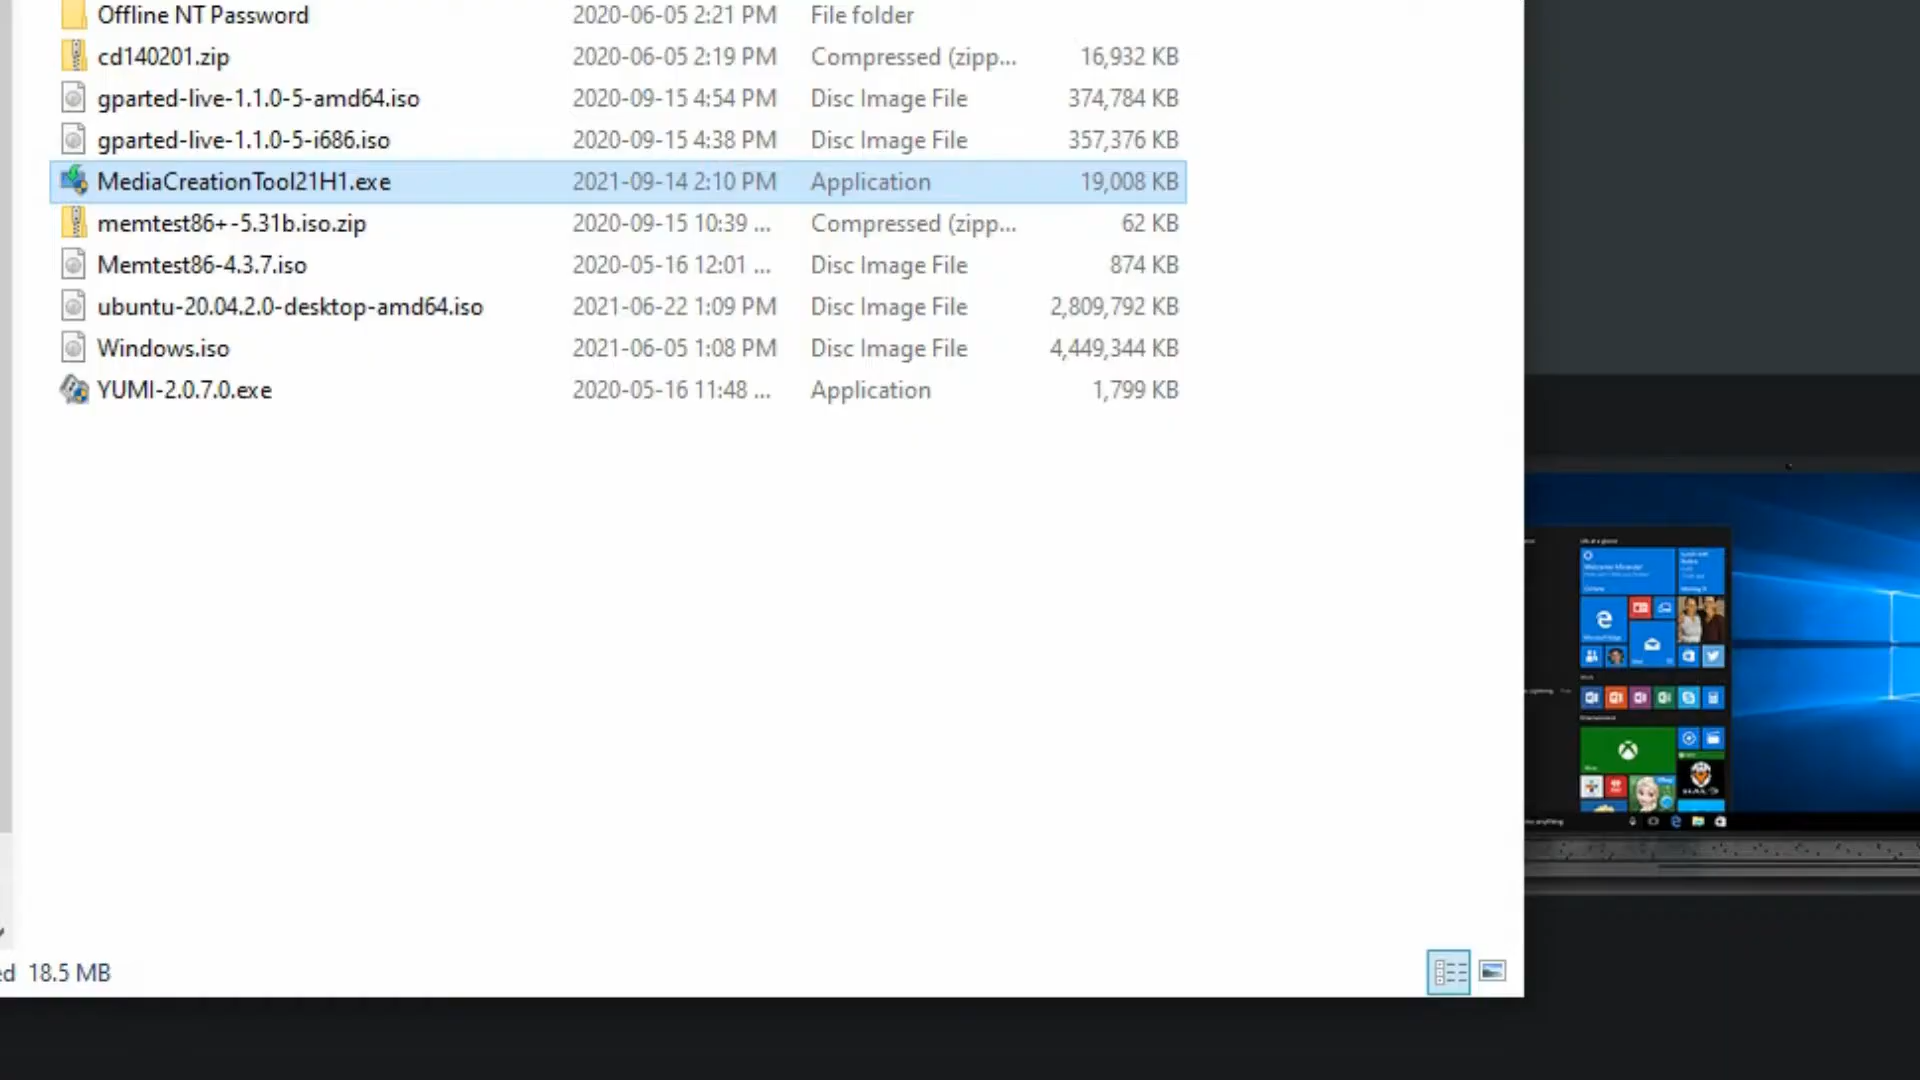 Offline NT Password 2020-06-05 2:21 PM File folder
cd140201.zip 2020-06-05 2:19 PM Compressed (zipp... 16,932 KB
gparted-live-1.1.0-5-amd64.iso 2020-09-15 4:54 PM Disc Image File 374,784 KB
gparted-live-1.1.0-5-i686.iso 2020-09-15 4:38 PM Disc Image File 357,376 KB
MediaCreationTool21H1.exe 2021-09-14 2:10 PM Application 19,008 KB
memtest86+-5.31b.iso.zip 2020-09-15 10:39 ... Compressed (zipp... 62 KB
Memtest86-4.3.7.iso 2020-05-16 12:01 ... Disc Image File 874 KB
ubuntu-20.04.2.0-desktop-amd64.iso 2021-06-22 1:09 PM Disc Image File 2,809,792 KB
Windows.iso 2021-06-05 1:08 PM Disc Image File 4,449,344 KB
YUMI-2.0.7.0.exe 2020-05-16 11:48 ... Application 1,799 KB
ed 18.5 MB